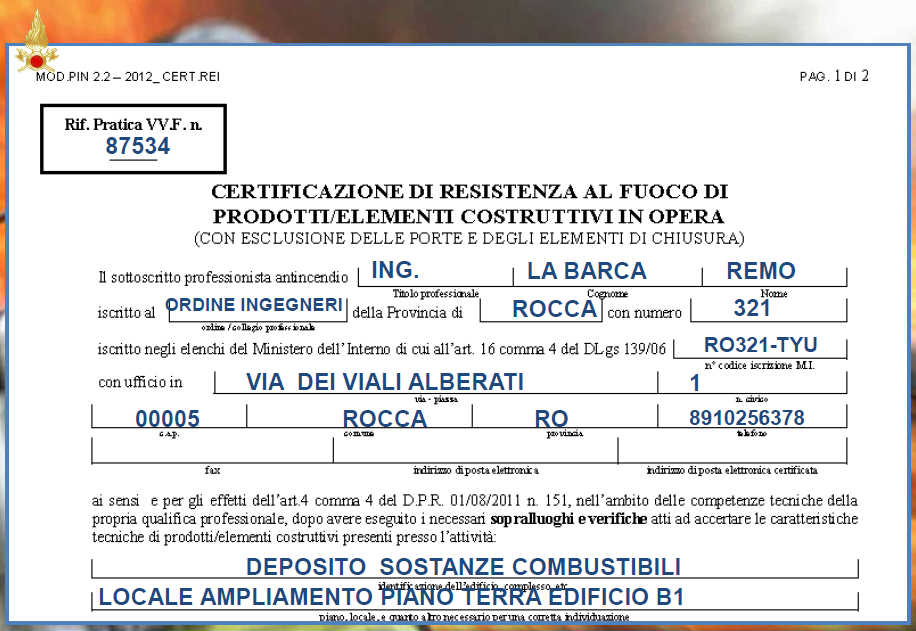 MOD.PIN 2.2 – 2012_ CERT.REI PAG. 1 DI 2
Rif. Pratica VV.F. n.
87534
CERTIFICAZIONE DI RESISTENZA AL FUOCO DI
PRODOTTI/ELEMENTI COSTRUTTIVI IN OPERA
(CON ESCLUSIONE DELLE PORTE E DEGLI ELEMENTI DI CHIUSURA)
Il sottoscritto professionista antincendio ING. LA BARCA REMO
Titolo professionale Cognome Nome
iscritto al ORDINE INGEGNERI della Provincia di ROCCA con numero 321
ordine / collegio professionale
iscritto negli elenchi del Ministero dell'Interno di cui all'art. 16 comma 4 del DLgs 139/06 RO321-TYU
n° codice iscrizione M.I.
con ufficio in VIA DEI VIALI ALBERATI 1
via - piazza n. civico
00005 ROCCA RO 8910256378
c.a.p. comune provincia telefono
fax indirizzo di posta elettronica indirizzo di posta elettronica certificata
ai sensi e per gli effetti dell'art.4 comma 4 del D.P.R. 01/08/2011 n. 151, nell'ambito delle competenze tecniche della
propria qualifica professionale, dopo avere eseguito i necessari sopralluoghi e verifiche atti ad accertare le caratteristiche
tecniche di prodotti/elementi costruttivi presenti presso l'attività:
DEPOSITO SOSTANZE COMBUSTIBILI
identificazione dell'edificio, complesso, etc.
LOCALE AMPLIAMENTO PIANO TERRA EDIFICIO B1
piano, locale, e quanto altro necessario per una corretta individuazione